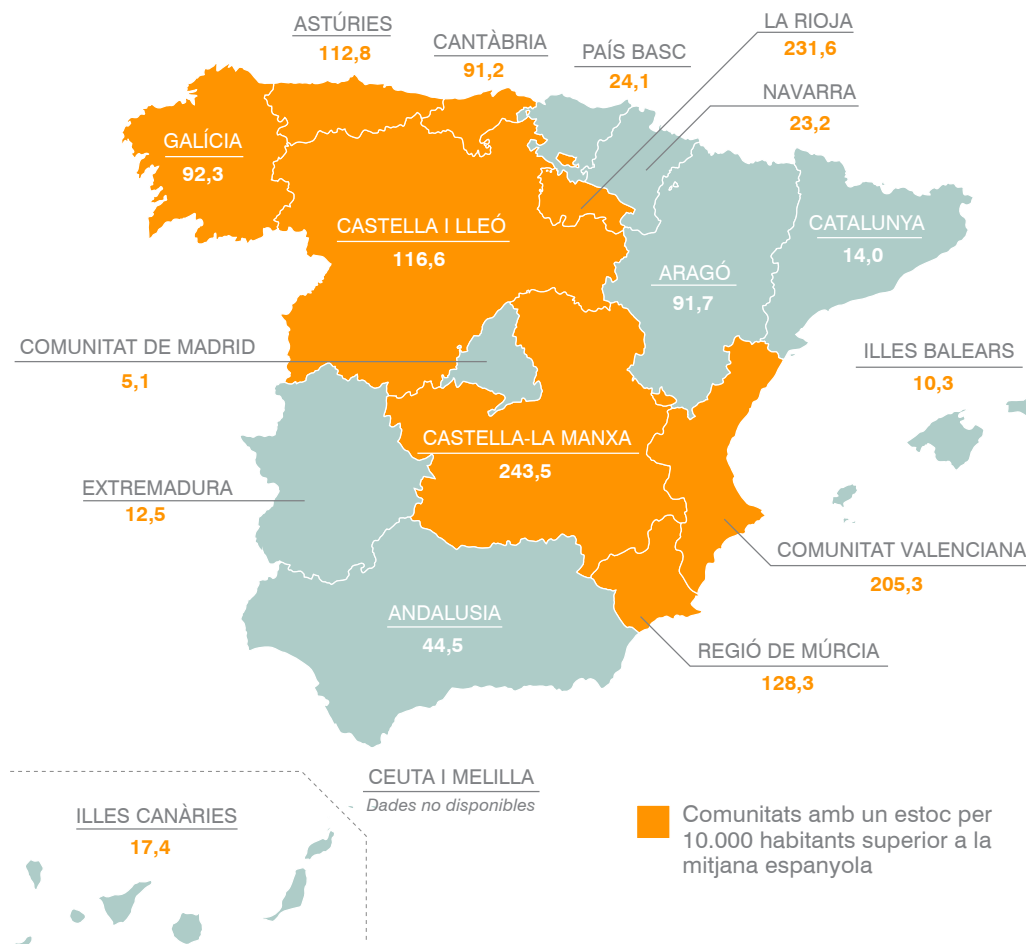 ASTÚRIES
112,8
CANTÀBRIA
91,2
PAÍS BASC
24,1
LA RIOJA
231,6
NAVARRA
23,2
GALÍCIA
92,3
CASTELLA I LLEÓ
116,6
CATALUNYA
14,0
ARAGÓ
91,7
COMUNITAT DE MADRID
5,1
ILLES BALEARS
10,3
CASTELLA-LA MANXA
243,5
EXTREMADURA
12,5
COMUNITAT VALENCIANA
205,3
ANDALUSIA
44,5
REGIÓ DE MÚRCIA
128,3
CEUTA I MELILLA
Dades no disponibles
ILLES CANÀRIES
17,4
Comunitats amb un estoc per
10.000 habitants superior a la
mitjana espanyola